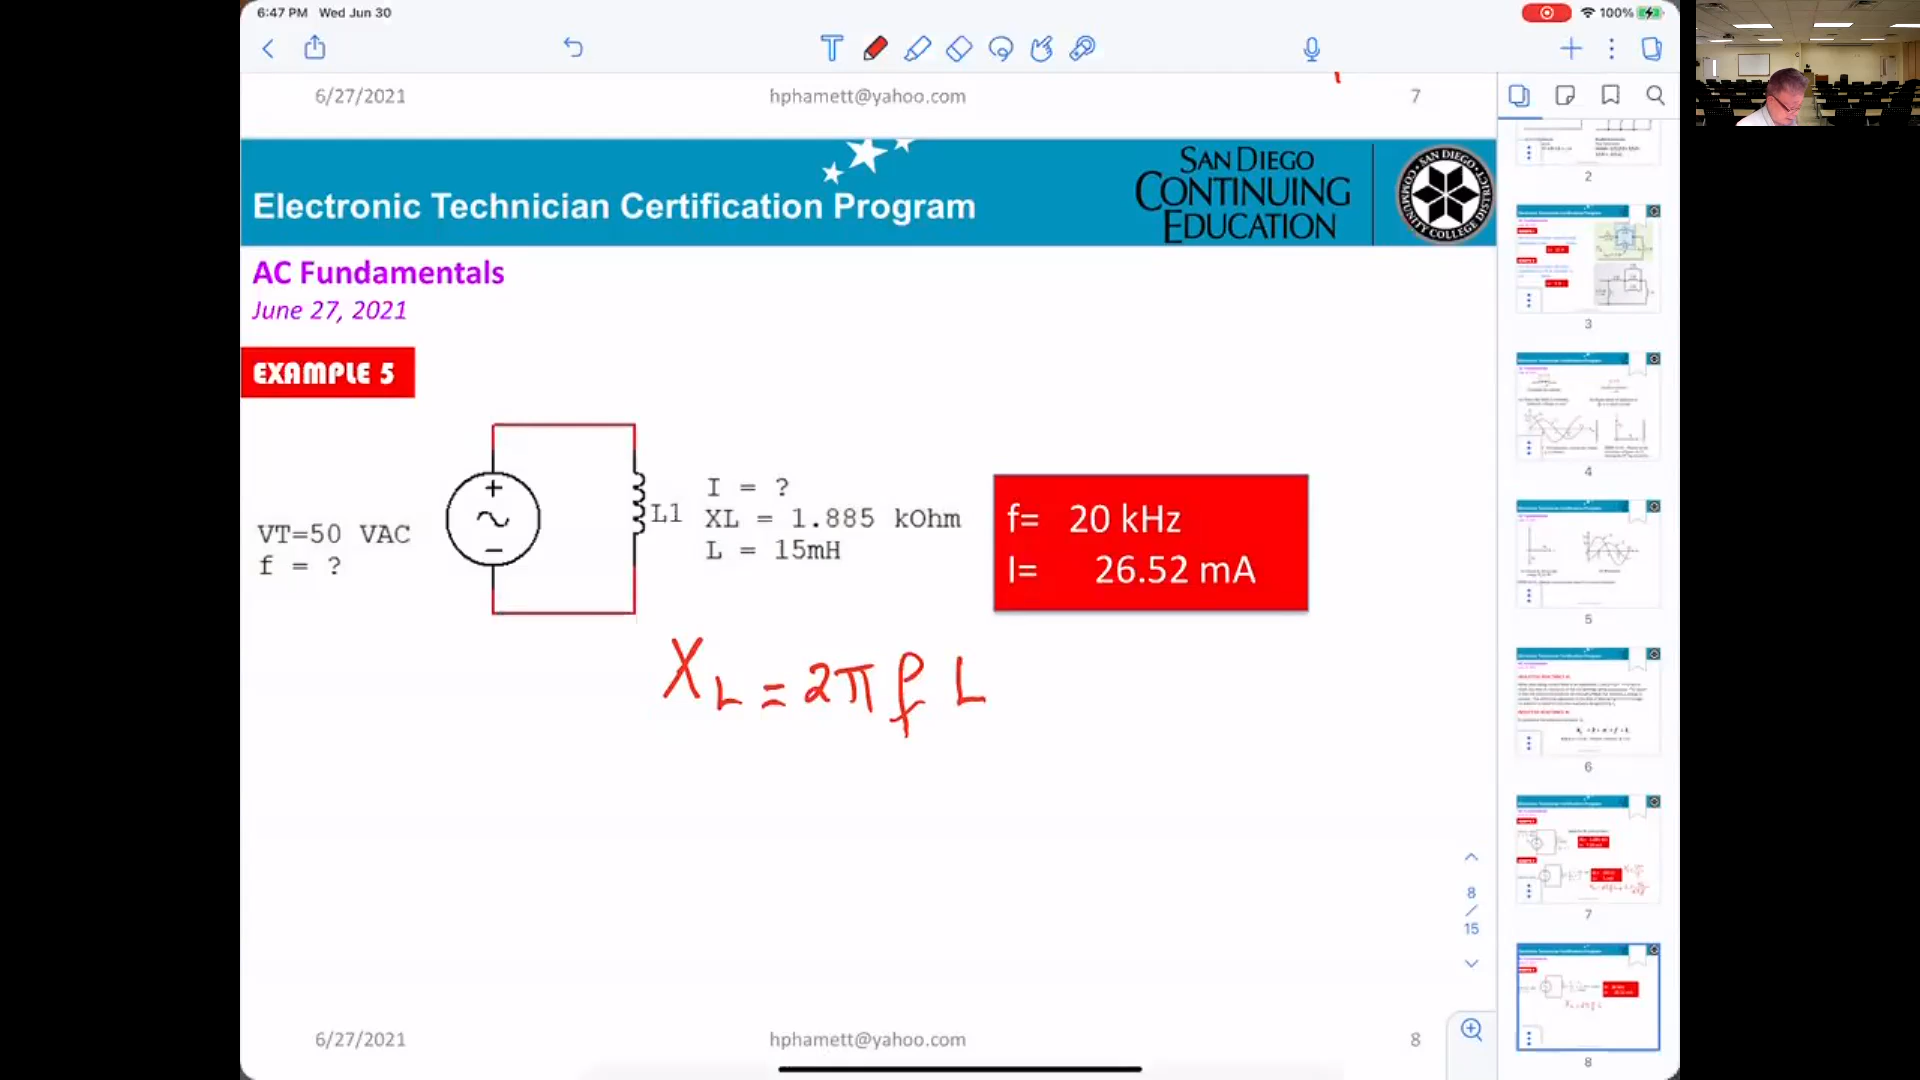 6:47 PM Wed Jun 30
100%
6/27/2021 hphamett@yahoo.com 7
Electronic Technician Certification Program
SAN DIEGO
CONTINUING
EDUCATION
SAN DIEGO
COMMUNITY COLLEGE DISTRICT
AC Fundamentals
June 27, 2021
EXAMPLE 5
VT=50 VAC
f = ?
L1
I = ?
XL = 1.885 kOhm
L = 15mH
f= 20 kHz
I= 26.52 mA
X_L = 2π f L
8
/
15
6/27/2021 hphamett@yahoo.com 8
2
3
4
5
6
7
8